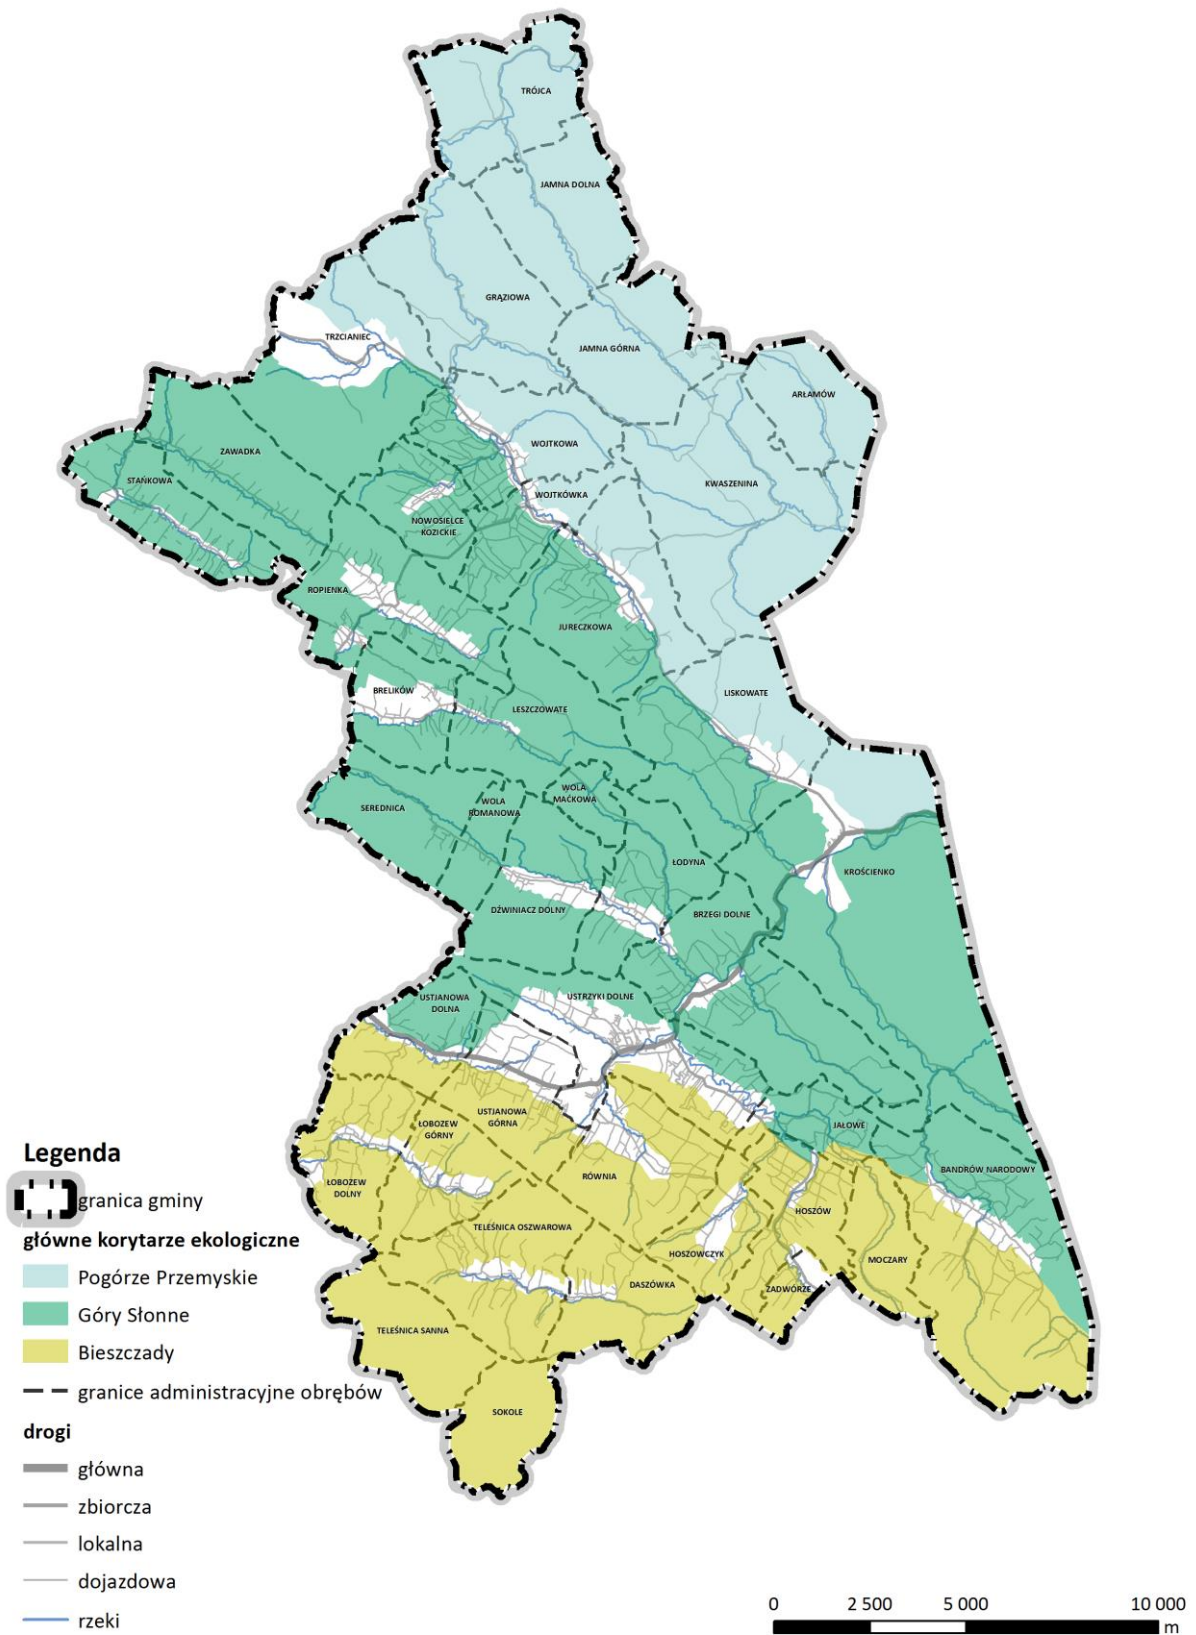 TRÓJCA
JAMNA DOLNA
GRĄZIOWA
TRZCIANIEC
JAMNA GÓRNA
ARŁAMÓW
WOJTKOWA
ZAWADKA
STAŃKOWA
KWASZENINA
WOJTKÓWKA
NOWOSIELCE
KOZICKIE
ROPIENKA
JURECZKOWA
BRELIKÓW
LISKOWATE
LESZCZOWATE
WOLA
MAĆKOWA
SEREDNICA
WOLA
ROMANOWA
ŁODYNA
KROŚCIENKO
DŹWINIACZ DOLNY
BRZEGI DOLNE
USTJANOWA
DOLNA
USTRZYKI DOLNE
USTJANOWA
GÓRNA
ŁOBOZEW
GÓRNY
JAŁOWE
BANDRÓW NARODOWY
RÓWNIA
ŁOBOZEW
DOLNY
HOSZÓW
TELEŚNICA OSZWAROWA
HOSZOWCZYK
MOCZARY
DASZÓWKA
ZADWÓRZE
TELEŚNICA SANNA
SOKOLE
Legenda
granica gminy
główne korytarze ekologiczne
Pogórze Przemyskie
Góry Słonne
Bieszczady
granice administracyjne obrębów
drogi
główna
zbiorcza
lokalna
dojazdowa
rzeki
0 2 500 5 000 10 000
m